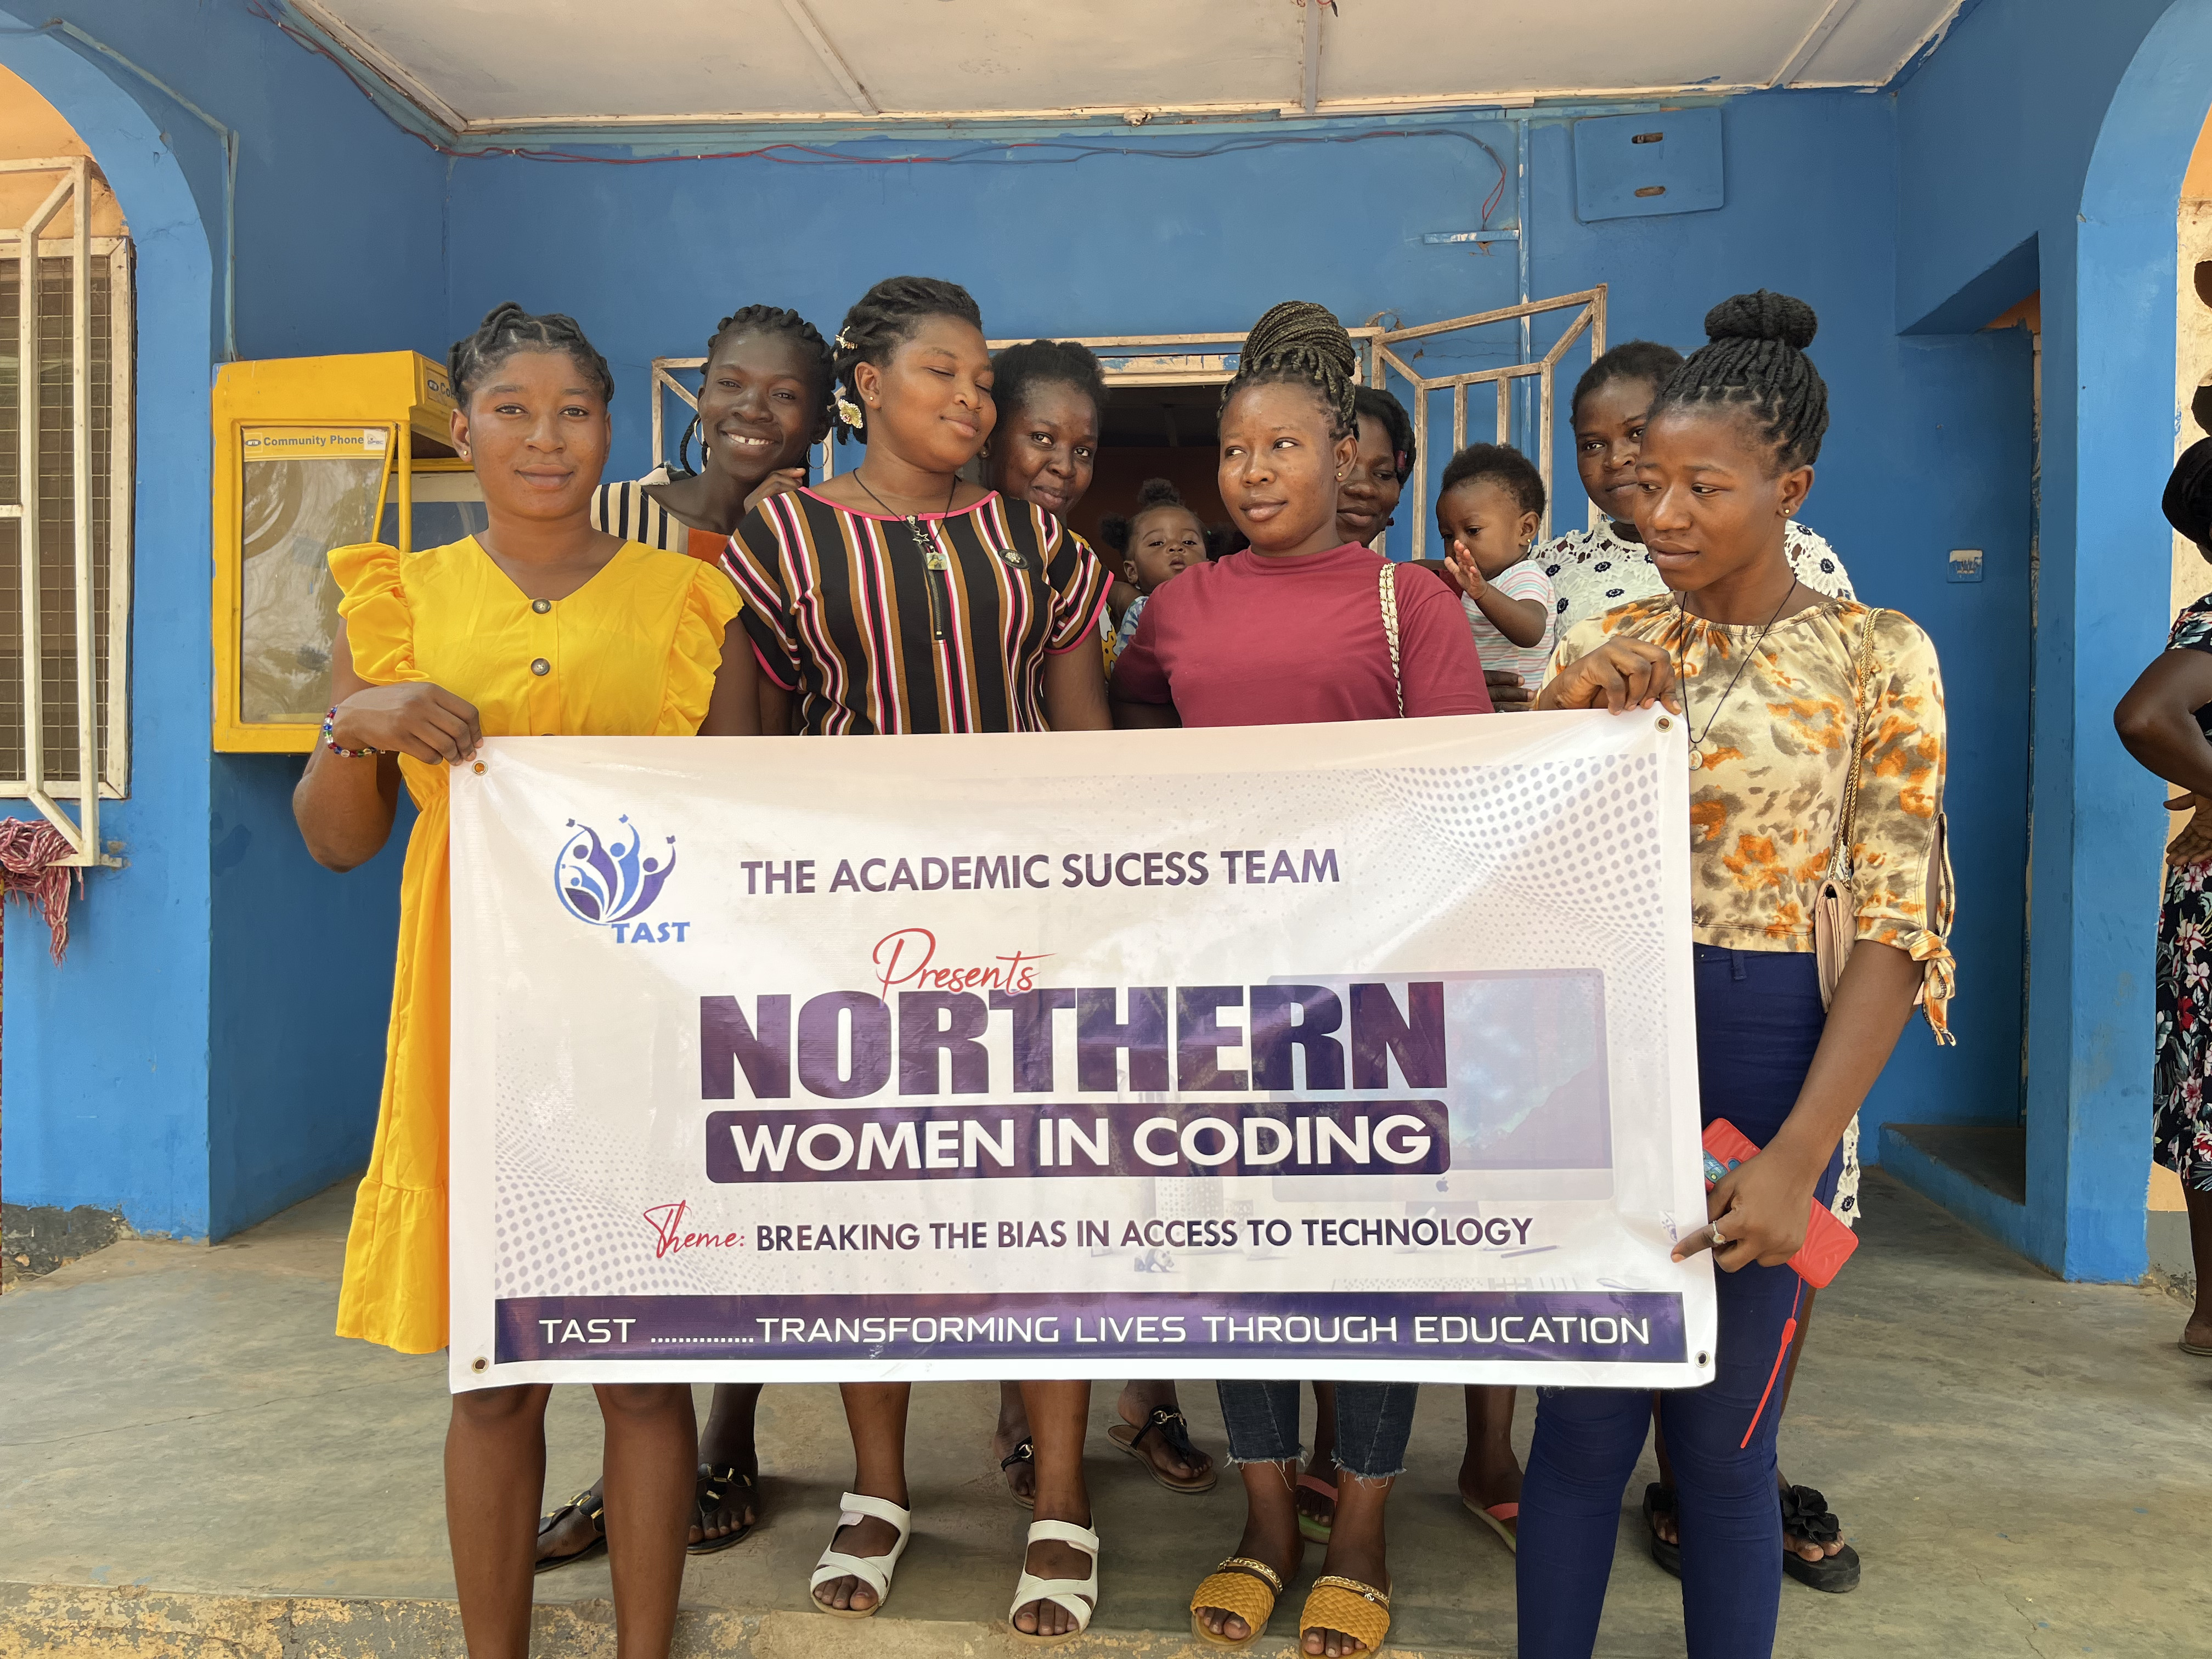 Community Phone
TAST
THE ACADEMIC SUCESS TEAM
Presents
NORTHERN
WOMEN IN CODING
Theme: BREAKING THE BIAS IN ACCESS TO TECHNOLOGY
TAST ...............TRANSFORMING LIVES THROUGH EDUCATION